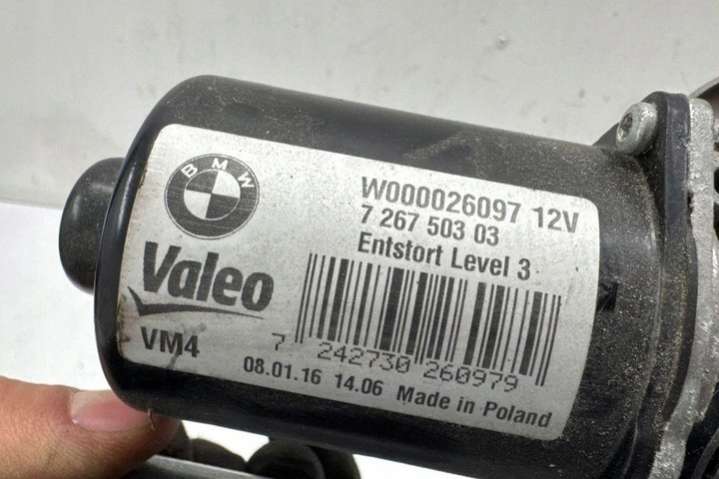 BMW
W000026097 12V
7 267 503 03
Entstort Level 3
Valeo
VM4
7 242730 260979
08.01.16 14.06 Made in Poland